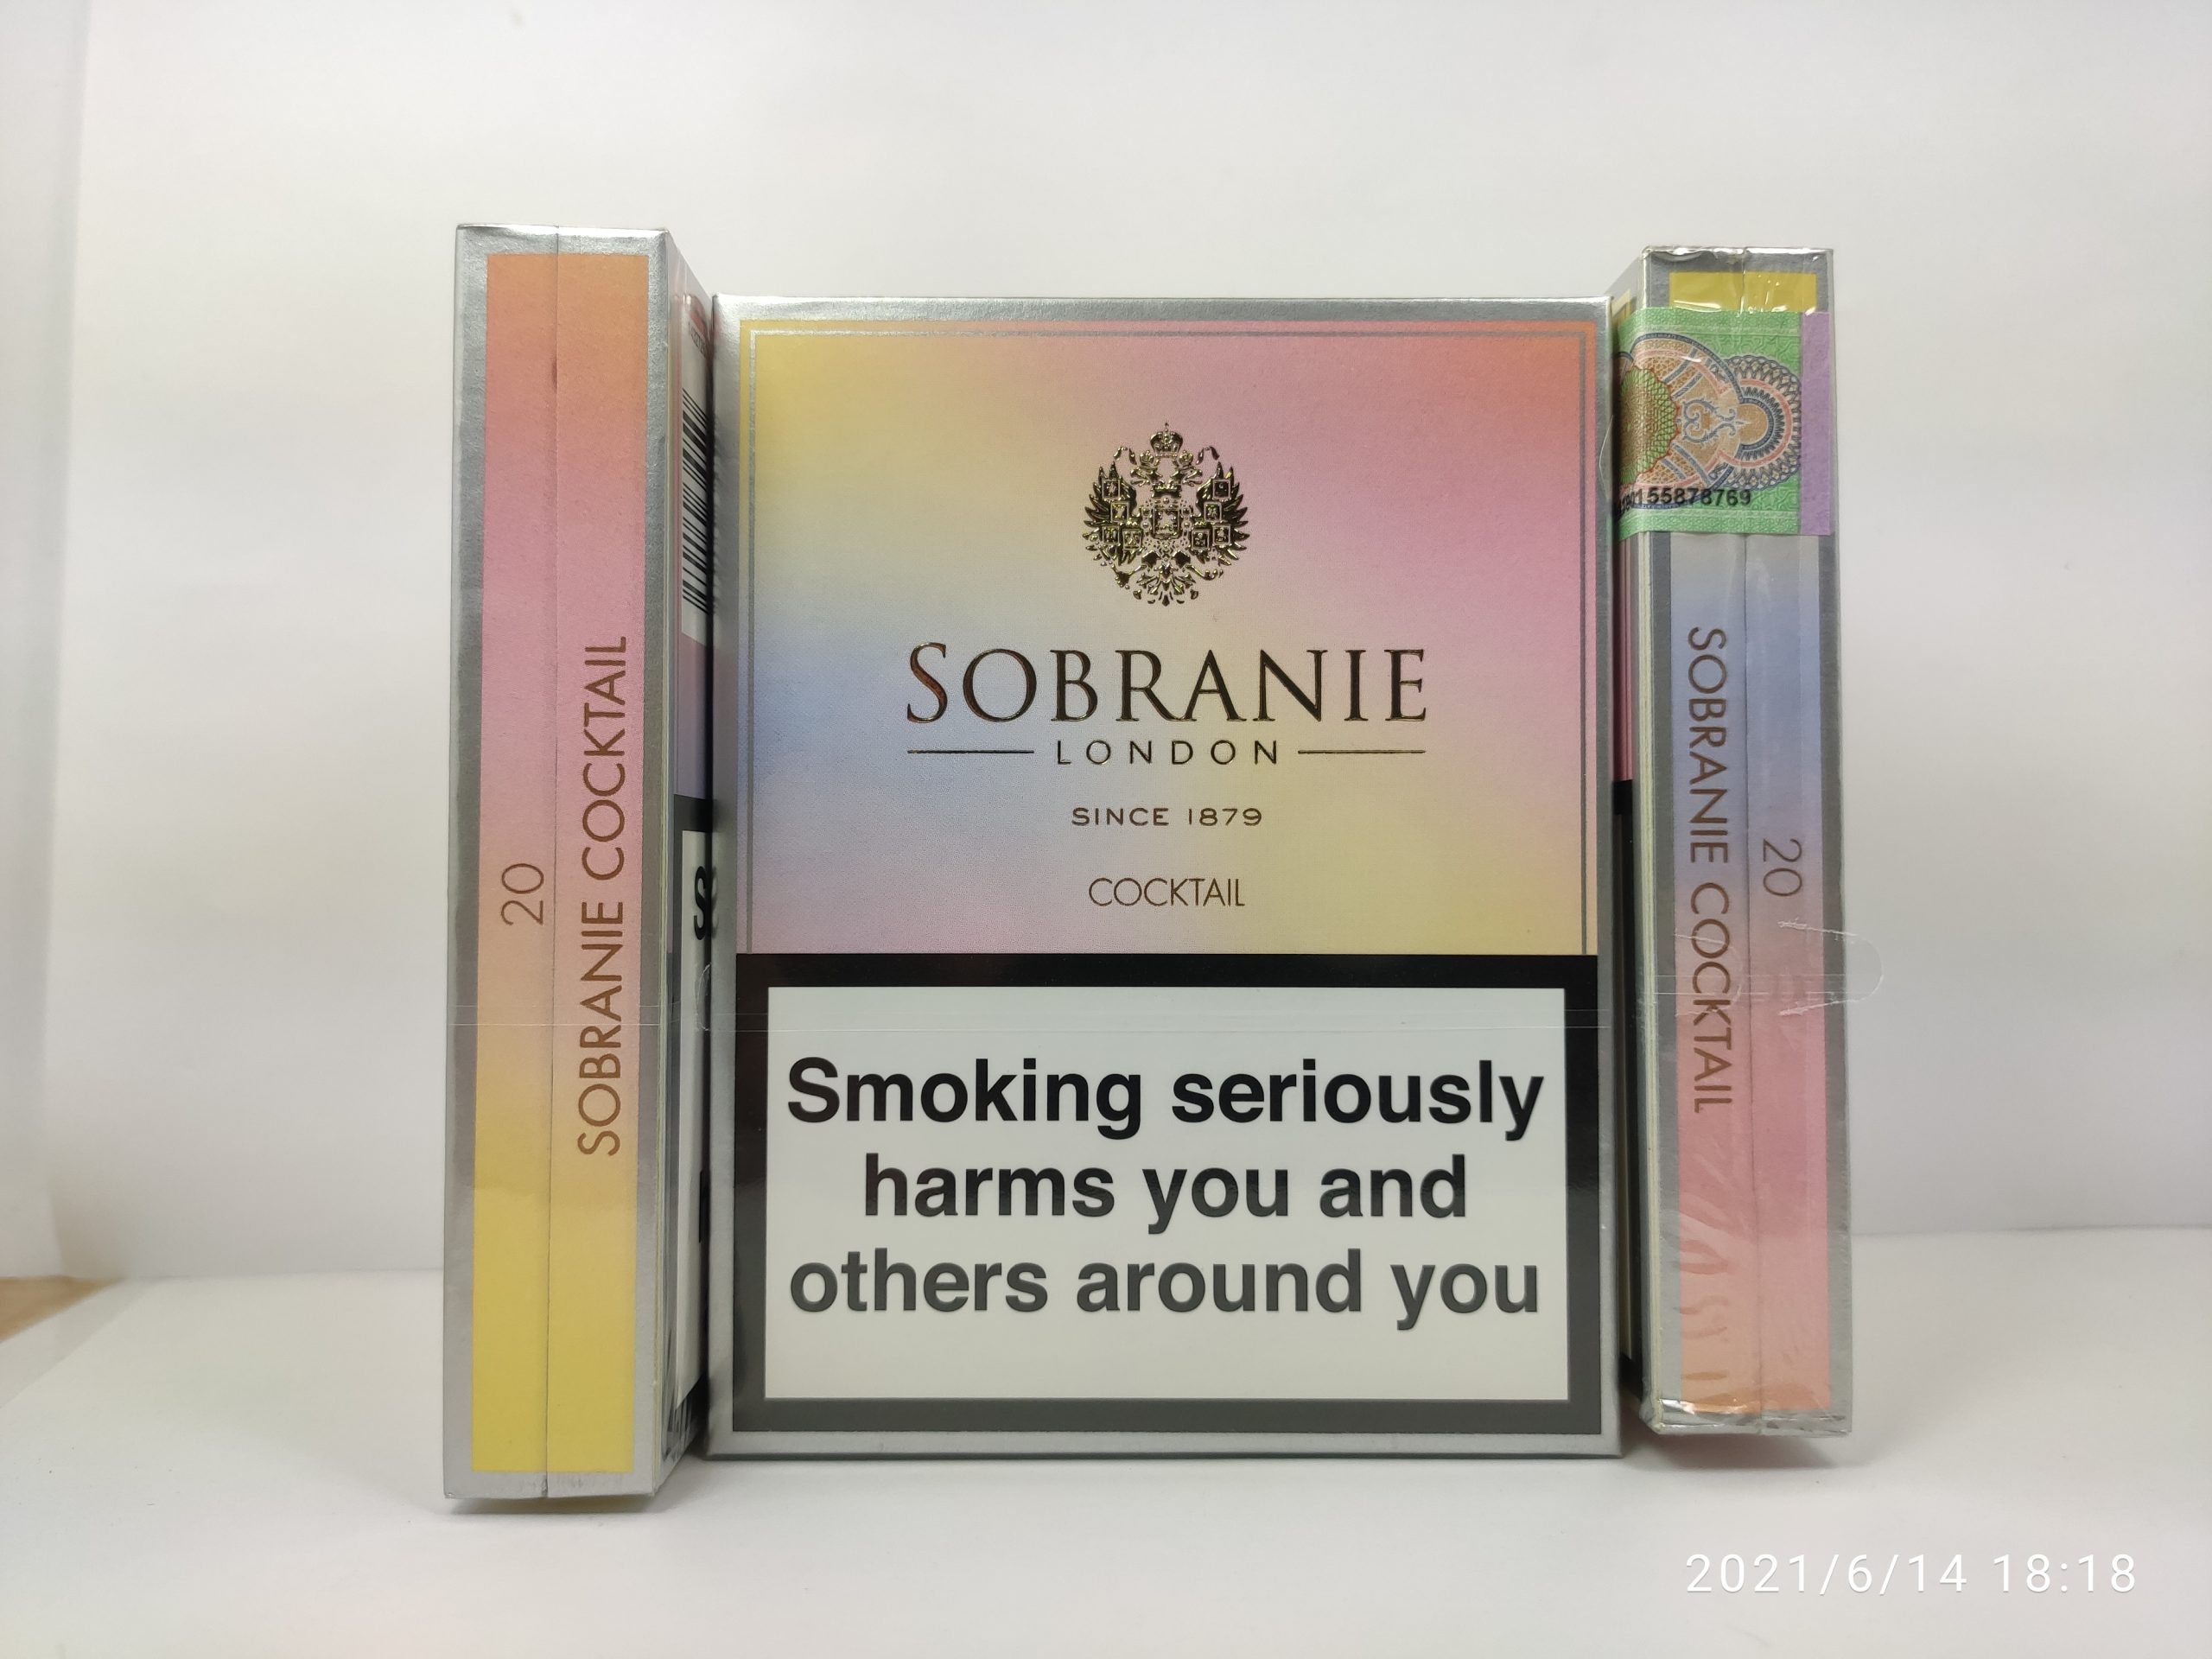 20
SOBRANIE COCKTAIL
SOBRANIE
LONDON
SINCE 1879
COCKTAIL
Smoking seriously
harms you and
others around you
55878769
SOBRANIE COCKTAIL
20
2021/6/14 18:18